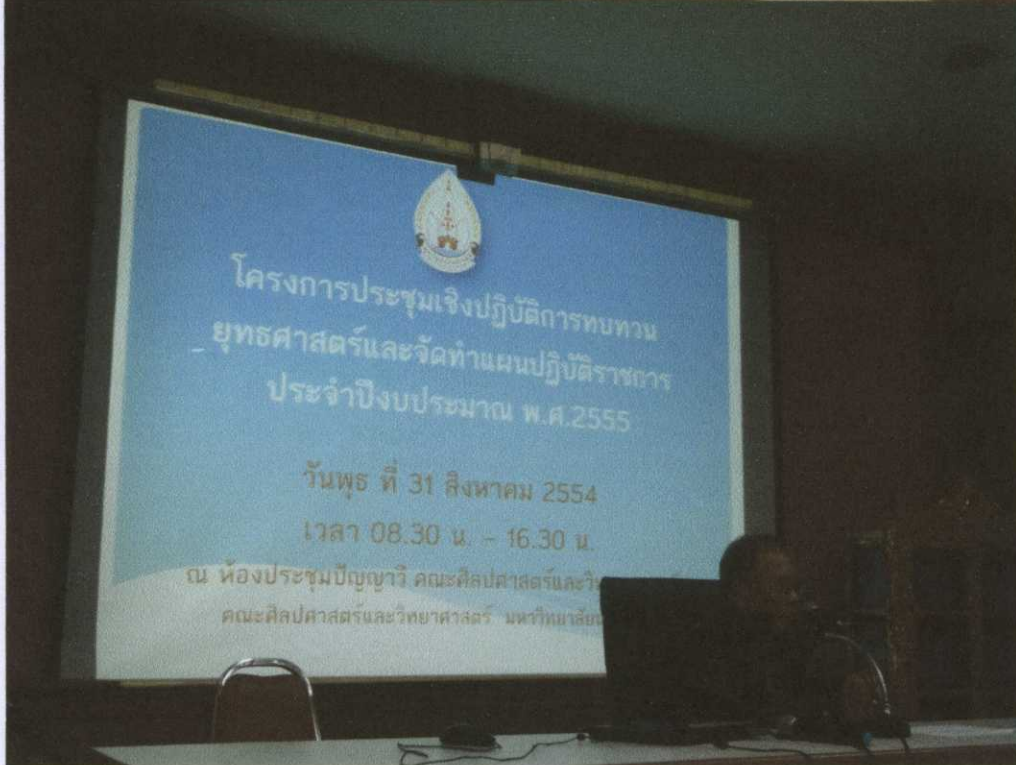 โครงการประชุมเชิงปฏิบัติการทบทวน
ยุทธศาสตร์และจัดทำแผนปฏิบัติราชการ
ประจำปีงบประมาณ พ.ศ.2555
วันพุธ ที่ 31 สิงหาคม 2554
เวลา 08.30 น. - 16.30 น.
ณ ห้องประชุมปัญญาวี คณะศิลปศาสตร์และ
คณะศิลปศาสตร์และวิทยาศาสตร์ มหาวิทยาลัย